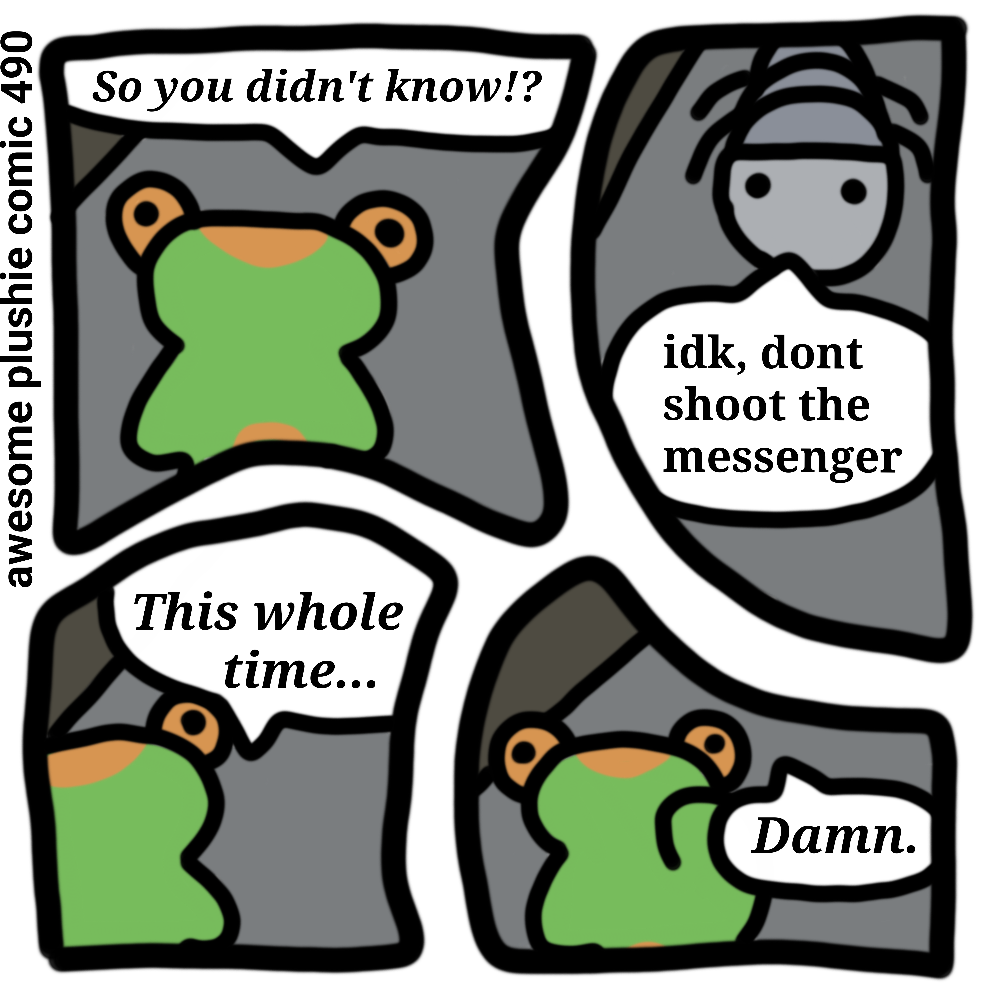 awesome plushie comic 490
So you didn't know!?
idk, dont
shoot the
messenger
This whole
time...
Damn.